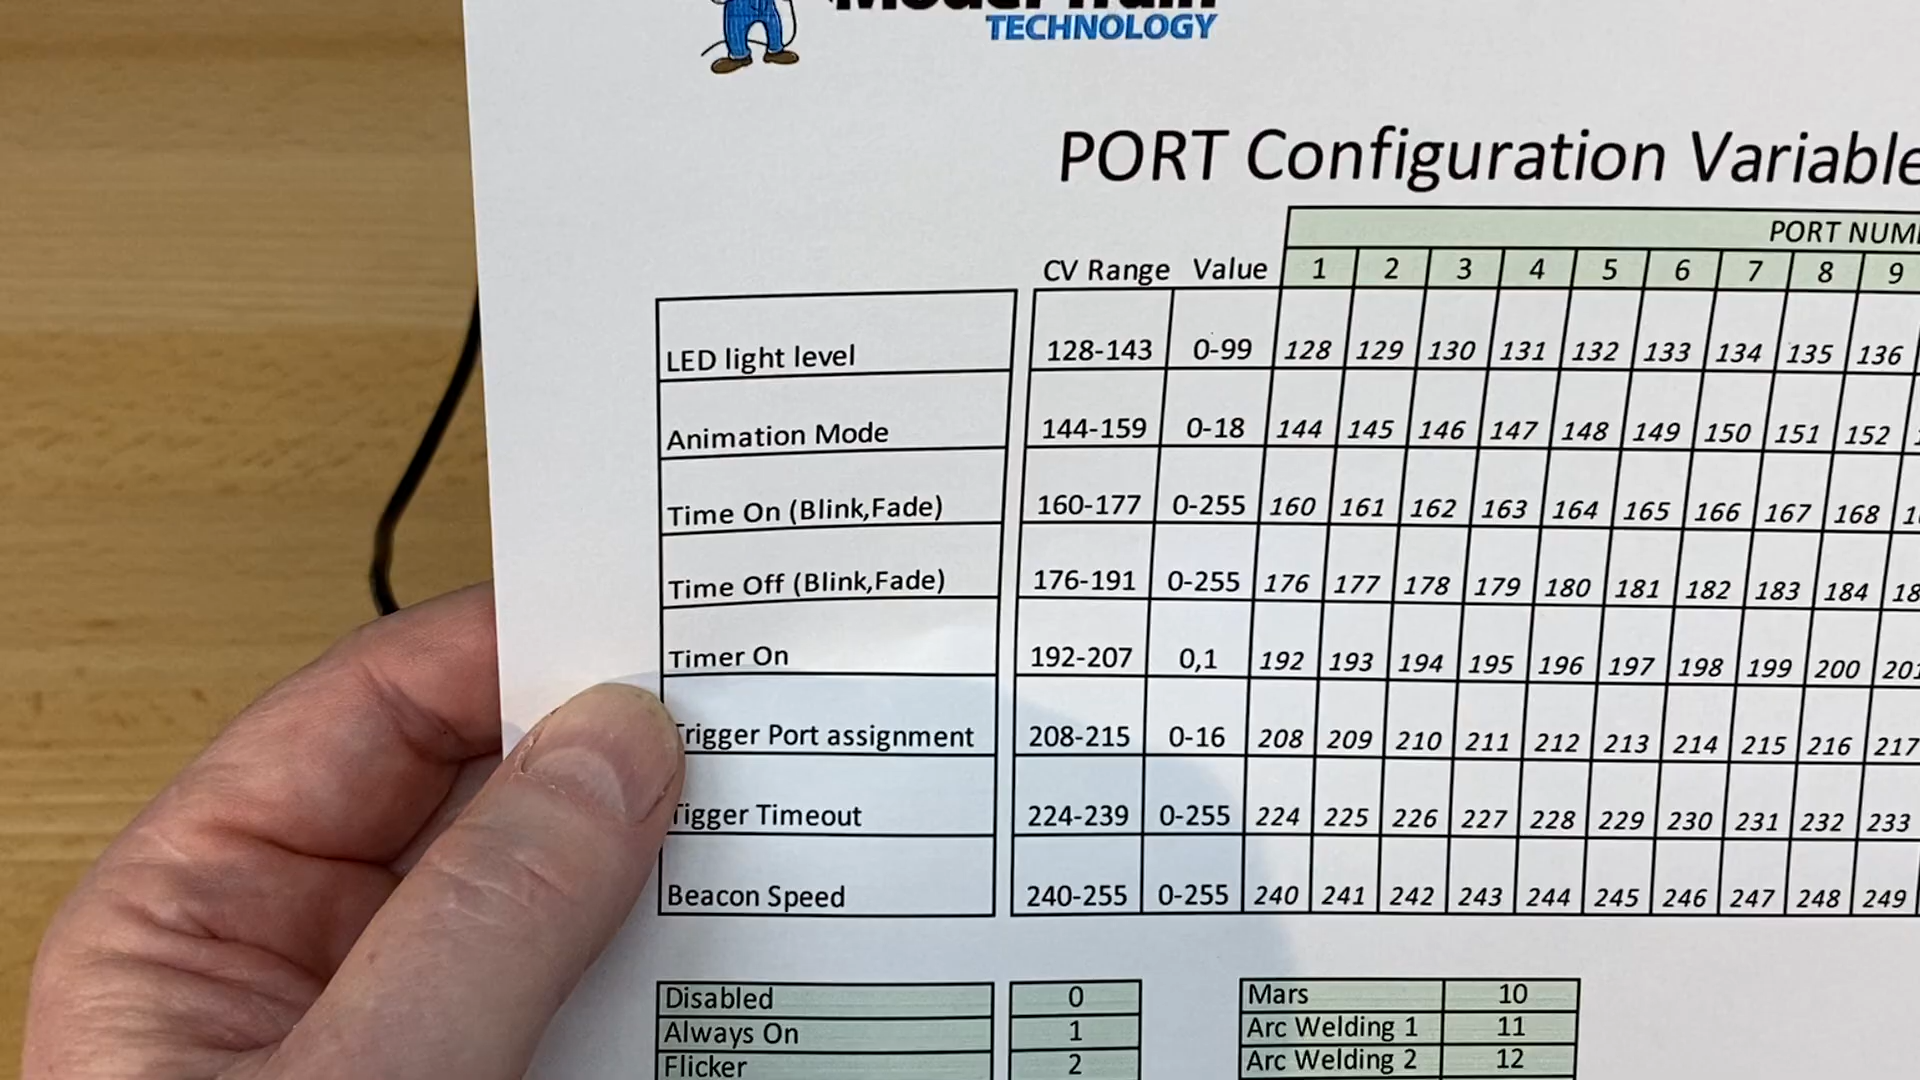 Model Train
TECHNOLOGY
PORT Configuration Variable
PORT NUM
CV Range Value 1 2 3 4 5 6 7 8 9
LED light level 128-143 0-99 128 129 130 131 132 133 134 135 136
Animation Mode 144-159 0-18 144 145 146 147 148 149 150 151 152
Time On (Blink,Fade) 160-177 0-255 160 161 162 163 164 165 166 167 168
Time Off (Blink,Fade) 176-191 0-255 176 177 178 179 180 181 182 183 184 18
Timer On 192-207 0,1 192 193 194 195 196 197 198 199 200 201
Trigger Port assignment 208-215 0-16 208 209 210 211 212 213 214 215 216 217
Tigger Timeout 224-239 0-255 224 225 226 227 228 229 230 231 232 233
Beacon Speed 240-255 0-255 240 241 242 243 244 245 246 247 248 249
Disabled 0 Mars 10
Always On 1 Arc Welding 1 11
Flicker 2 Arc Welding 2 12